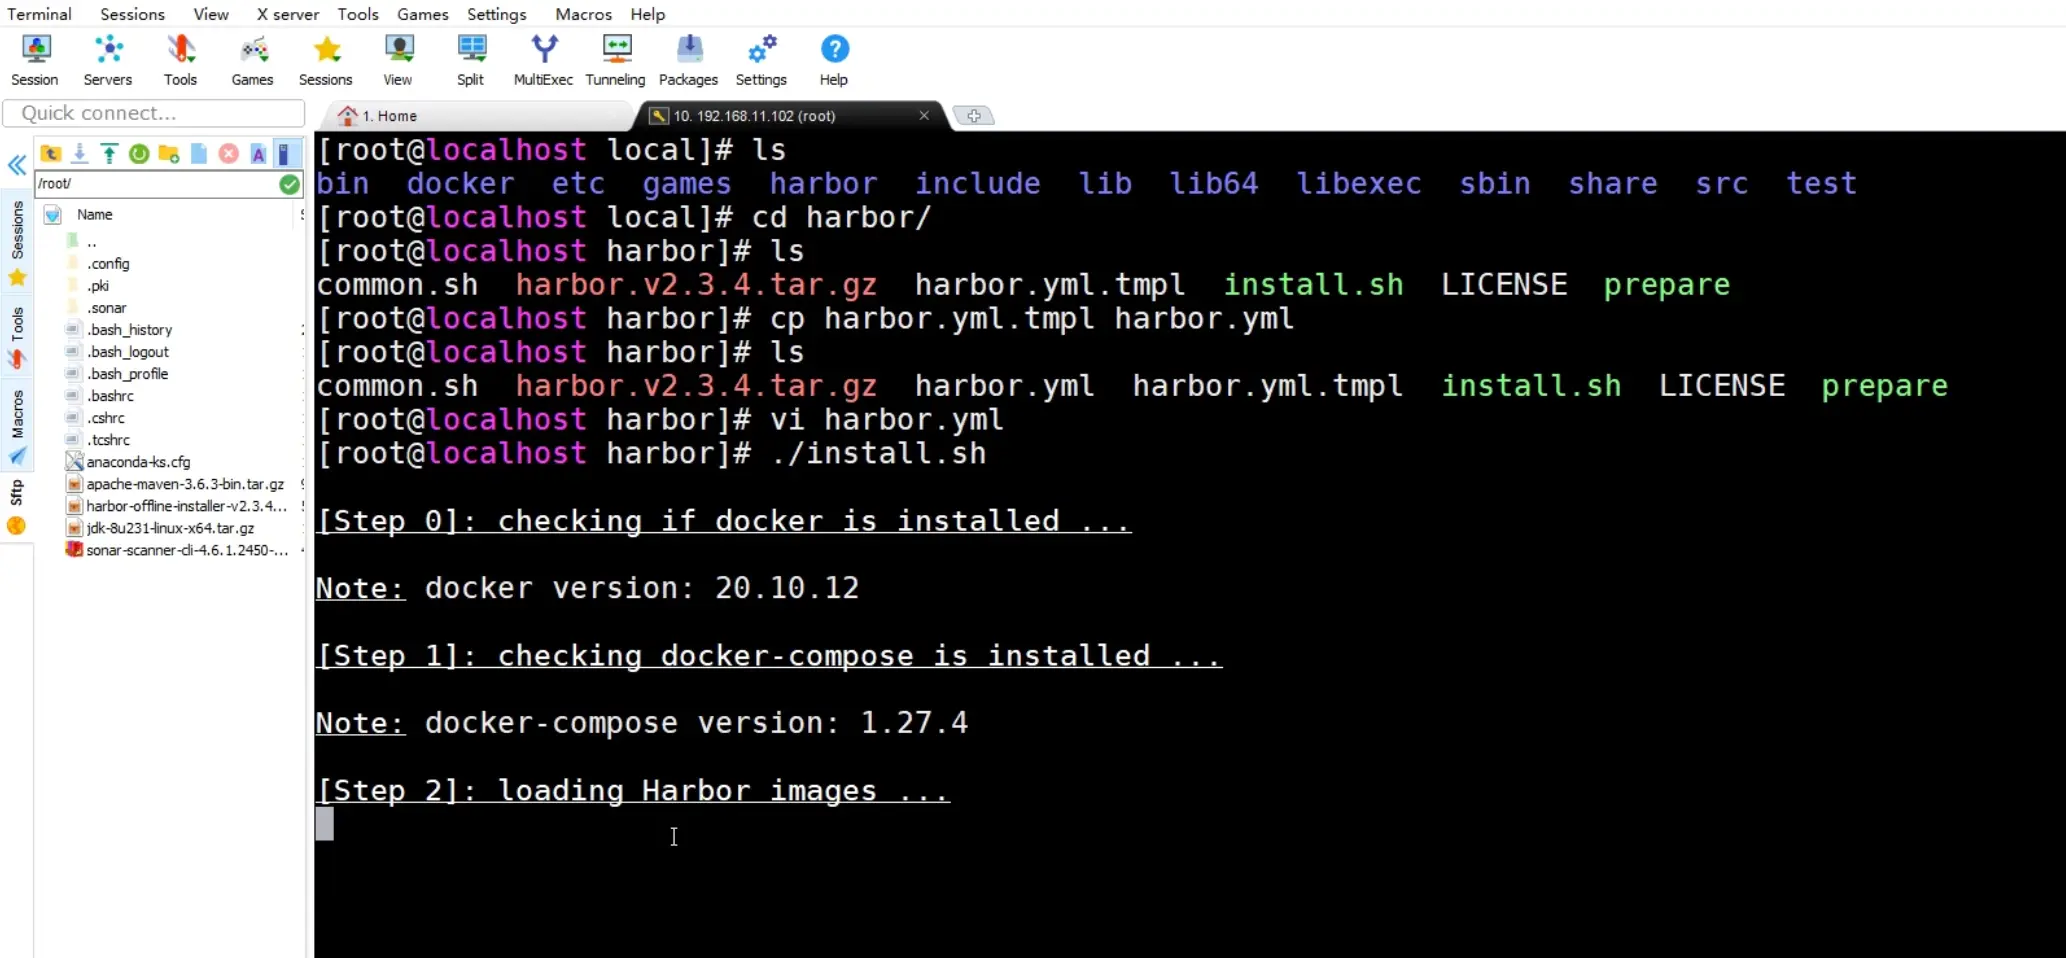 Terminal Sessions View X server Tools Games Settings Macros Help
Session Servers Tools Games Sessions View Split MultiExec Tunneling Packages Settings Help
Quick connect...
1. Home
10. 192.168.11.102 (root)
/root/
Name
..
.config
.pki
.sonar
.bash_history
.bash_logout
.bash_profile
.bashrc
.cshrc
.tcshrc
anaconda-ks.cfg
apache-maven-3.6.3-bin.tar.gz
harbor-offline-installer-v2.3.4...
jdk-8u231-linux-x64.tar.gz
sonar-scanner-cli-4.6.1.2450-...
Sessions
Tools
Macros
Sftp
[root@localhost local]# ls
bin docker etc games harbor include lib lib64 libexec sbin share src test
[root@localhost local]# cd harbor/
[root@localhost harbor]# ls
common.sh harbor.v2.3.4.tar.gz harbor.yml.tmpl install.sh LICENSE prepare
[root@localhost harbor]# cp harbor.yml.tmpl harbor.yml
[root@localhost harbor]# ls
common.sh harbor.v2.3.4.tar.gz harbor.yml harbor.yml.tmpl install.sh LICENSE prepare
[root@localhost harbor]# vi harbor.yml
[root@localhost harbor]# ./install.sh
[Step 0]: checking if docker is installed ...
Note: docker version: 20.10.12
[Step 1]: checking docker-compose is installed ...
Note: docker-compose version: 1.27.4
[Step 2]: loading Harbor images ...